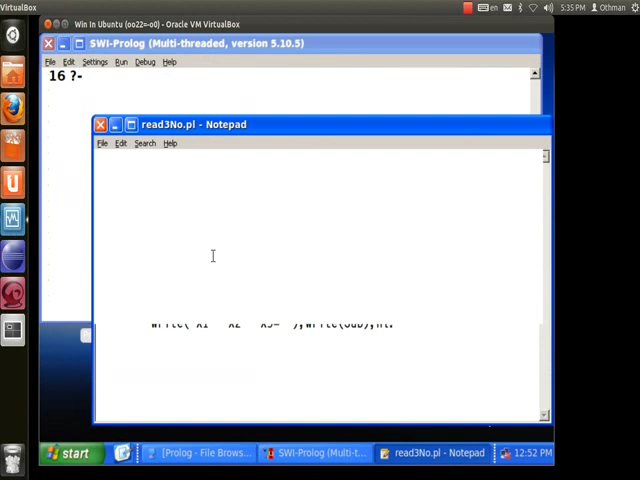 VirtualBox en 5:35 PM Othman
Win In Ubuntu (oo22=-o0) - Oracle VM VirtualBox
SWI-Prolog (Multi-threaded, version 5.10.5)
File Edit Settings Run Debug Help
16 ?-
read3No.pl - Notepad
File Edit Search Help
start [Prolog - File Brows... SWI-Prolog (Multi-t... read3No.pl - Notepad 12:52 PM